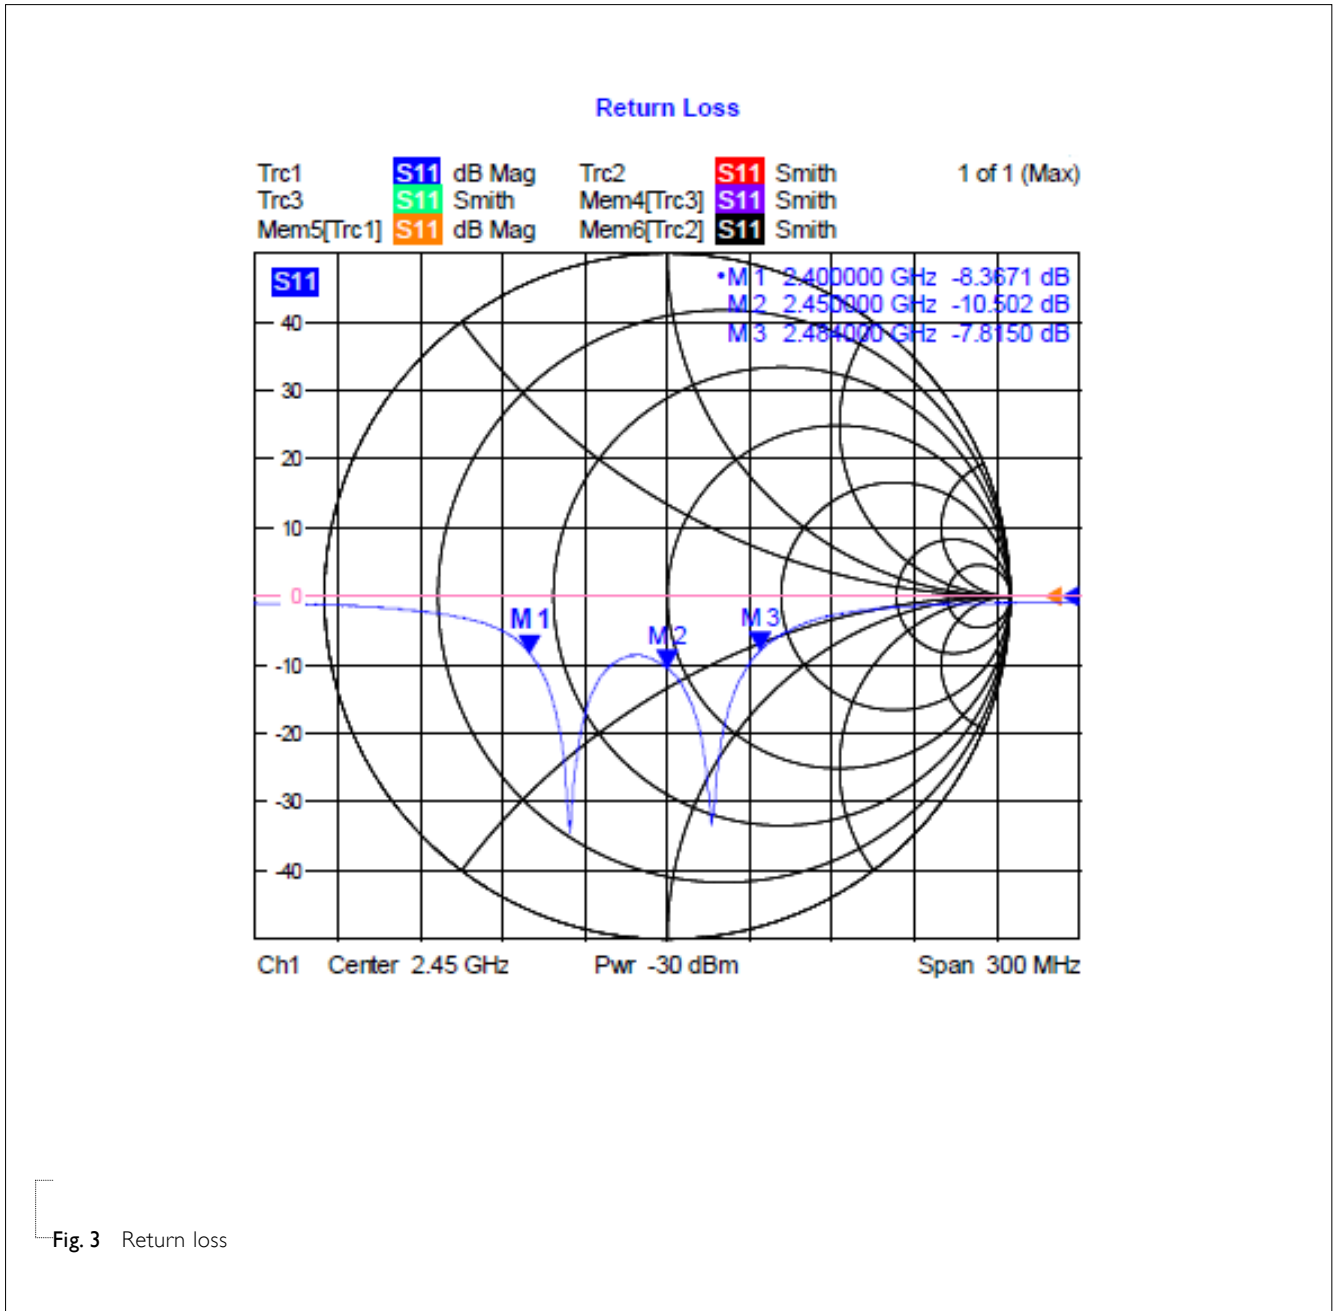 Return Loss
Trc1 S11 dB Mag Trc2 S11 Smith 1 of 1 (Max)
Trc3 S11 Smith Mem4[Trc3] S11 Smith
Mem5[Trc1] S11 dB Mag Mem6[Trc2] S11 Smith
S11
•M 1 2.400000 GHz -8.3671 dB
M 2 2.450000 GHz -10.502 dB
M 3 2.484000 GHz -7.8150 dB
40
30
20
10
0
M 1
M 2
M 3
-10
-20
-30
-40
Ch1 Center 2.45 GHz Pwr -30 dBm Span 300 MHz
Fig. 3 Return loss